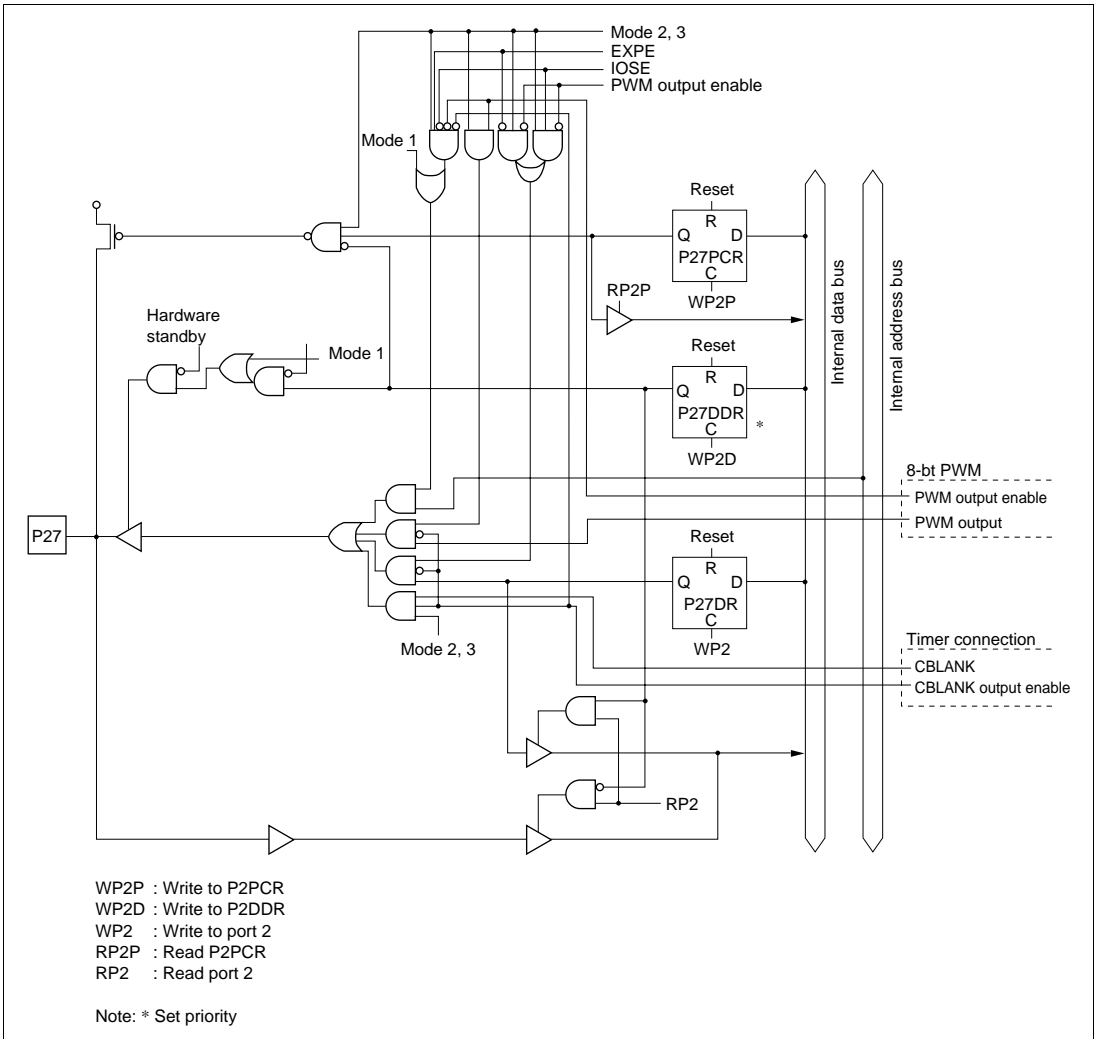 Mode 2, 3
EXPE
IOSE
PWM output enable
Mode 1
Reset
R
Q D
P27PCR
C
WP2P
RP2P
Hardware
standby
Mode 1
Reset
R
Q D
P27DDR
C
*
WP2D
Internal data bus
Internal address bus
8-bt PWM
PWM output enable
PWM output
P27
Reset
R
Q D
P27DR
C
WP2
Mode 2, 3
Timer connection
CBLANK
CBLANK output enable
RP2
WP2P : Write to P2PCR
WP2D : Write to P2DDR
WP2 : Write to port 2
RP2P : Read P2PCR
RP2 : Read port 2
Note: * Set priority